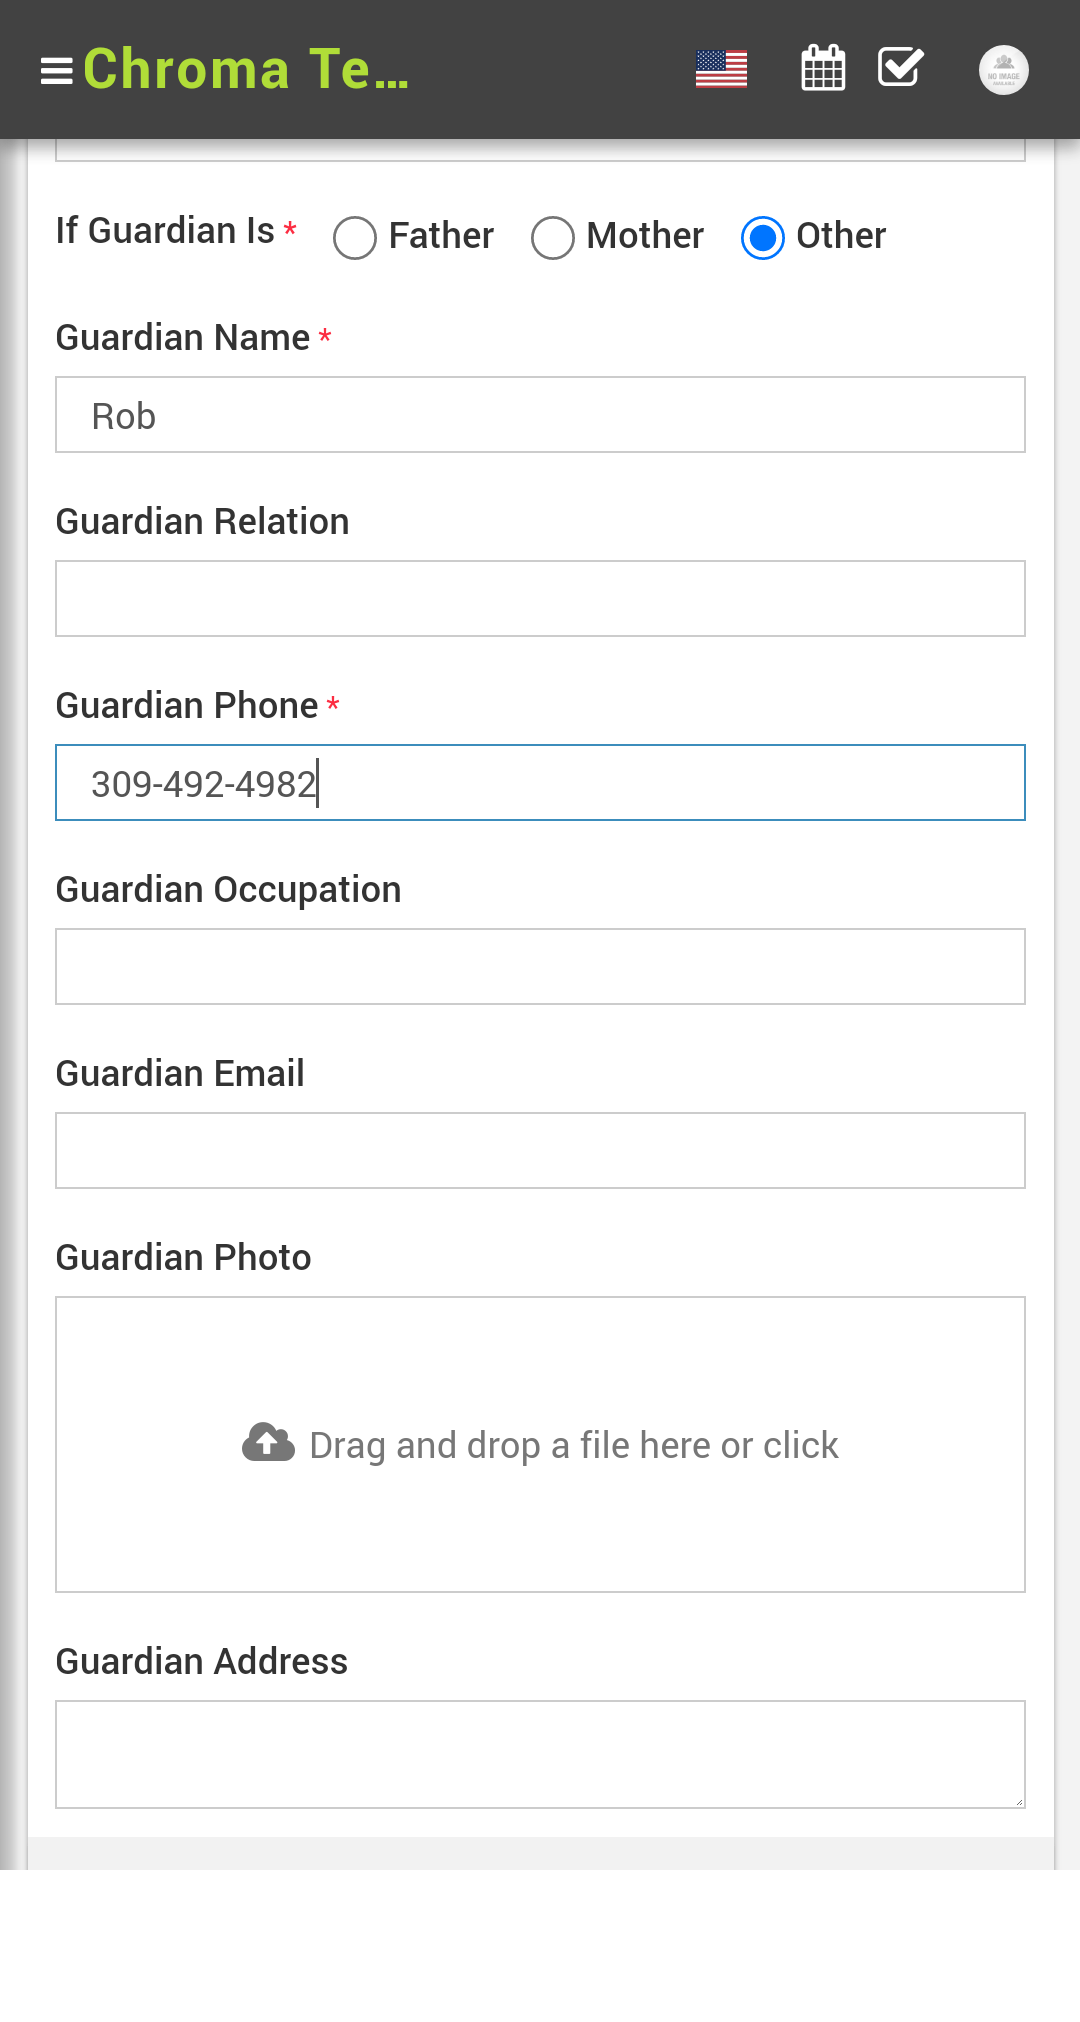 Chroma Te...
NO IMAGE
AVAILABLE
If Guardian Is * Father Mother Other
Guardian Name *
Rob
Guardian Relation
Guardian Phone *
309-492-4982
Guardian Occupation
Guardian Email
Guardian Photo
Drag and drop a file here or click
Guardian Address